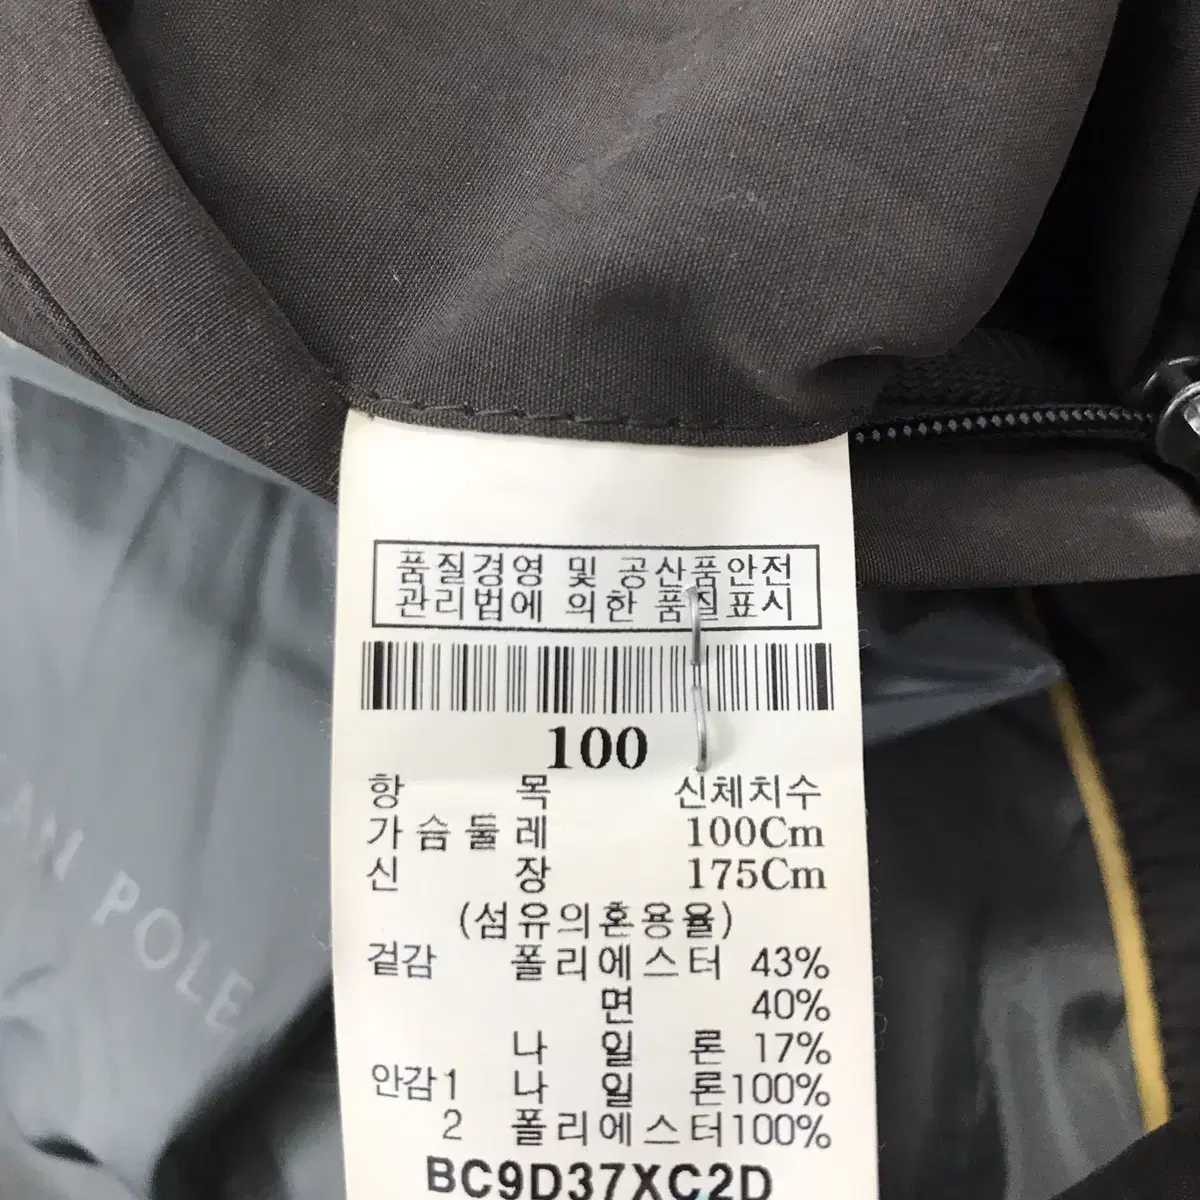 품질경영 및 공산품안전
관리법에 의한 품질표시
100
항 목 신체치수
가슴둘레 100Cm
신 장 175Cm
(섬유의혼용율)
겉감 폴리에스터 43%
면 40%
나 일 론 17%
안감1 나 일 론100%
2 폴리에스터100%
BC9D37XC2D
AN POLE